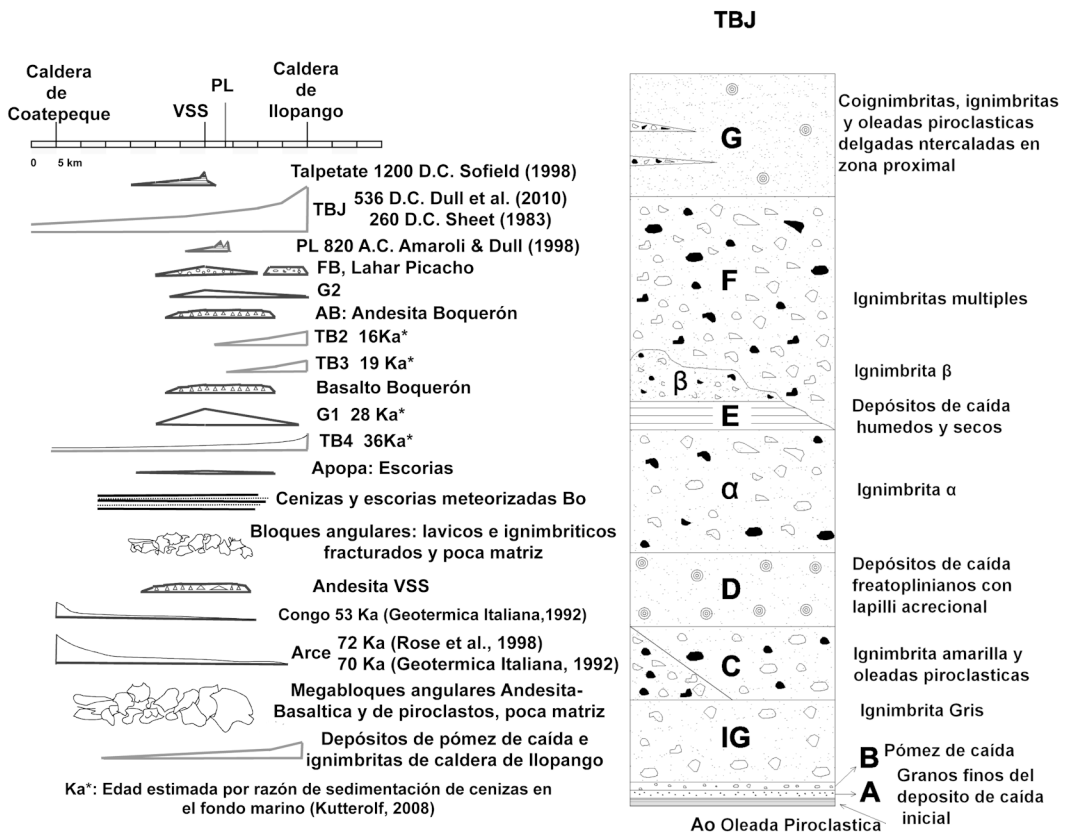 Caldera
de
Coatepeque
PL
VSS
Caldera
de
Ilopango
0 5 km
Talpetate 1200 D.C. Sofield (1998)
TBJ
536 D.C. Dull et al. (2010)
260 D.C. Sheet (1983)
PL 820 A.C. Amaroli & Dull (1998)
FB, Lahar Picacho
G2
AB: Andesita Boquerón
TB2 16Ka*
TB3 19 Ka*
Basalto Boquerón
G1 28 Ka*
TB4 36Ka*
Apopa: Escorias
Cenizas y escorias meteorizadas Bo
Bloques angulares: lavicos e ignimbriticos
fracturados y poca matriz
Andesita VSS
Congo 53 Ka (Geotermica Italiana,1992)
Arce
72 Ka (Rose et al., 1998)
70 Ka (Geotermica Italiana, 1992)
Megabloques angulares Andesita-
Basaltica y de piroclastos, poca matriz
Depósitos de pómez de caída e
ignimbritas de caldera de Ilopango
Ka*: Edad estimada por razón de sedimentación de cenizas en
el fondo marino (Kutterolf, 2008)
TBJ
G
Coignimbritas, ignimbritas
y oleadas piroclasticas
delgadas ntercaladas en
zona proximal
F
Ignimbritas multiples
β
Ignimbrita β
E
Depósitos de caída
humedos y secos
α
Ignimbrita α
D
Depósitos de caída
freatoplinianos con
lapilli acrecional
C
Ignimbrita amarilla y
oleadas piroclasticas
IG
Ignimbrita Gris
B Pómez de caída
A
Granos finos del
deposito de caída
inicial
Ao Oleada Piroclastica